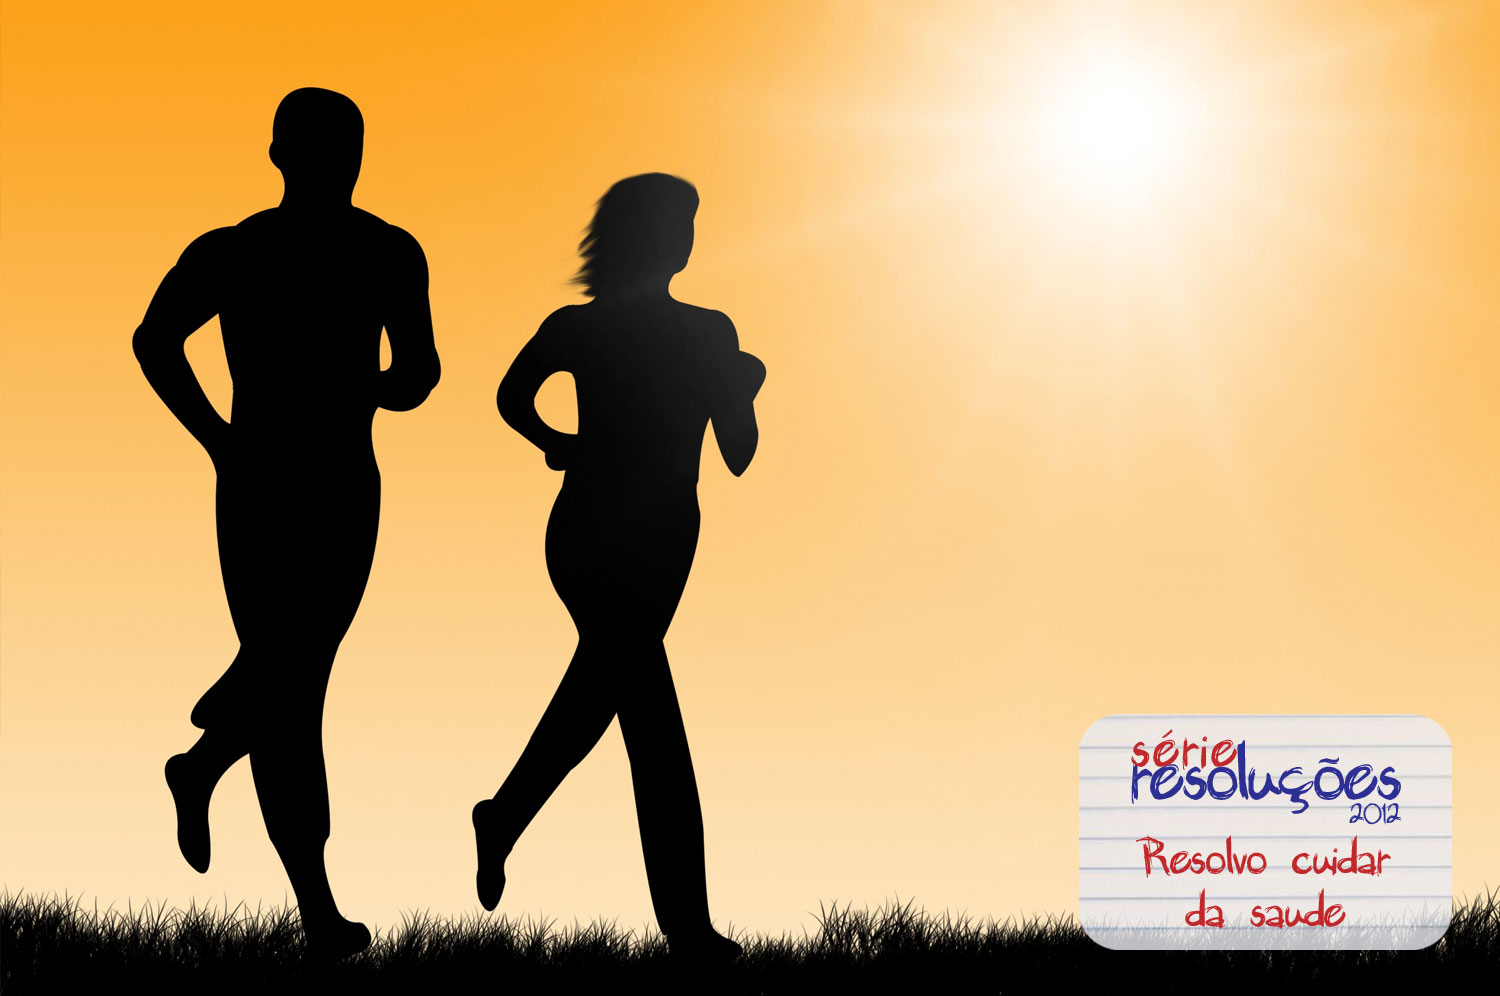 série
resoluções
2012
Resolvo cuidar
da saude